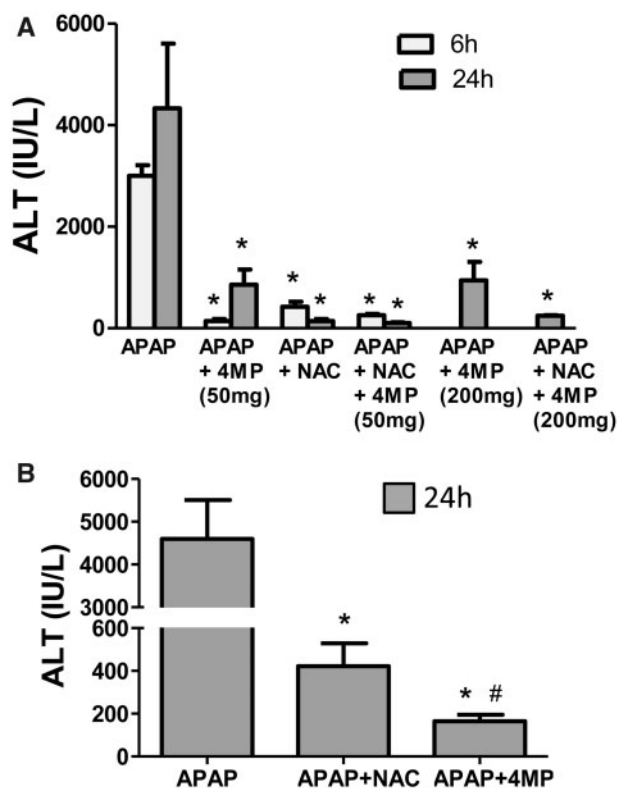 A
ALT (IU/L)
6000
4000
2000
0
6h
24h
* * * * * * * *
APAP
APAP
+ 4MP
(50mg)
APAP
+ NAC
APAP
+ NAC
+ 4MP
(50mg)
APAP
+ 4MP
(200mg)
APAP
+ NAC
+ 4MP
(200mg)
B
ALT (IU/L)
6000
5000
4000
3000
600
400
200
0
24h
*
* #
APAP
APAP+NAC
APAP+4MP